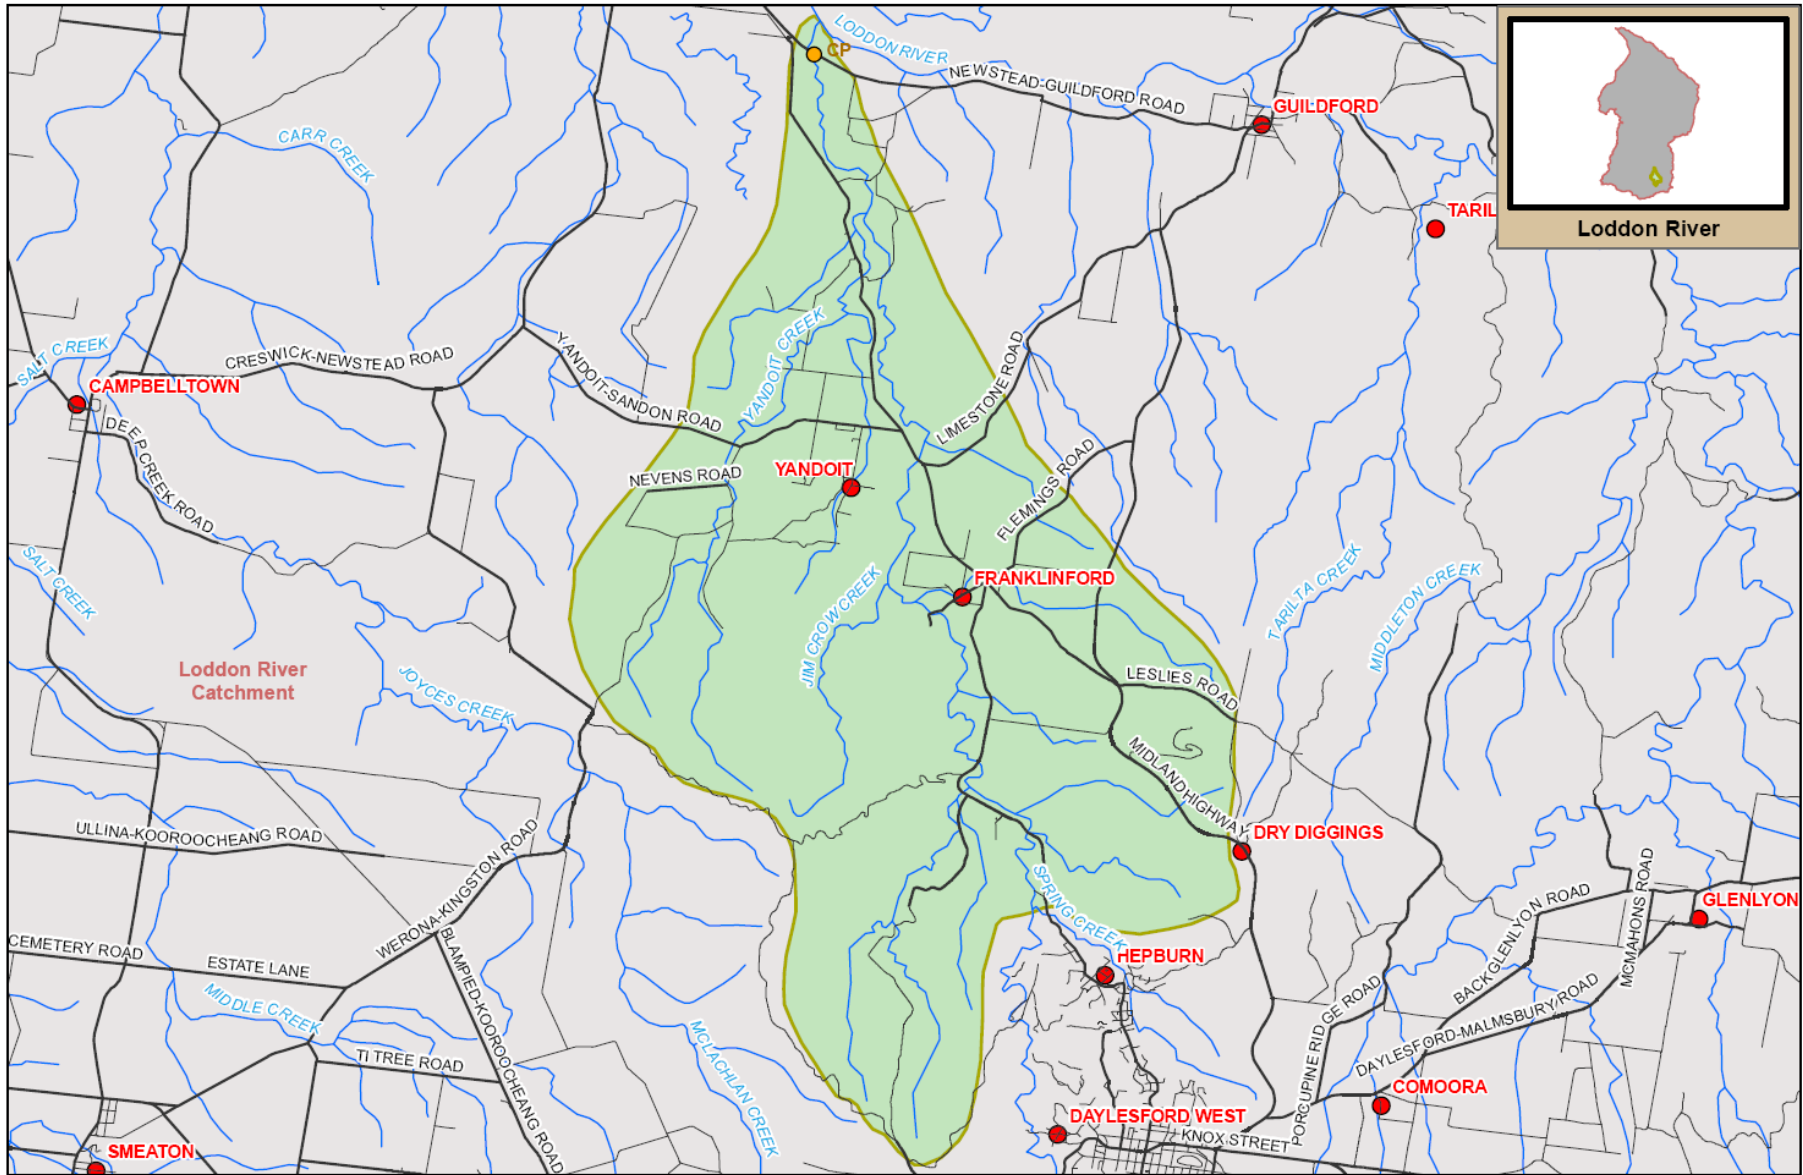 LODDON RIVER
CP
NEWSTEAD-GUILDFORD ROAD
GUILDFORD
TARIL
Loddon River
CARR CREEK
SALT CREEK
CRESWICK-NEWSTEAD ROAD
CAMPBELLTOWN
DEEP CREEK ROAD
YANDOIT-SANDON ROAD
YANDOIT CREEK
LIMESTONE ROAD
NEVENS ROAD
YANDOIT
FLEMINGS ROAD
SALT CREEK
FRANKLINFORD
JIM CROW CREEK
TARILTA CREEK
MIDDLETON CREEK
Loddon River
Catchment
JOYCES CREEK
LESLIES ROAD
MIDLAND HIGHWAY
DRY DIGGINGS
ULLINA-KOOROOCHEANG ROAD
WERONA-KINGSTON ROAD
SPRING CREEK
HEPBURN
BACK GLENLYON ROAD
MCMAHONS ROAD
GLENLYON
CEMETERY ROAD
ESTATE LANE
BLAMPIED-KOOROOCHEANG ROAD
MIDDLE CREEK
TI TREE ROAD
MCLACHLAN CREEK
PORCUPINE RIDGE ROAD
DAYLESFORD-MALMSBURY ROAD
COMOORA
DAYLESFORD WEST
KNOX STREET
SMEATON